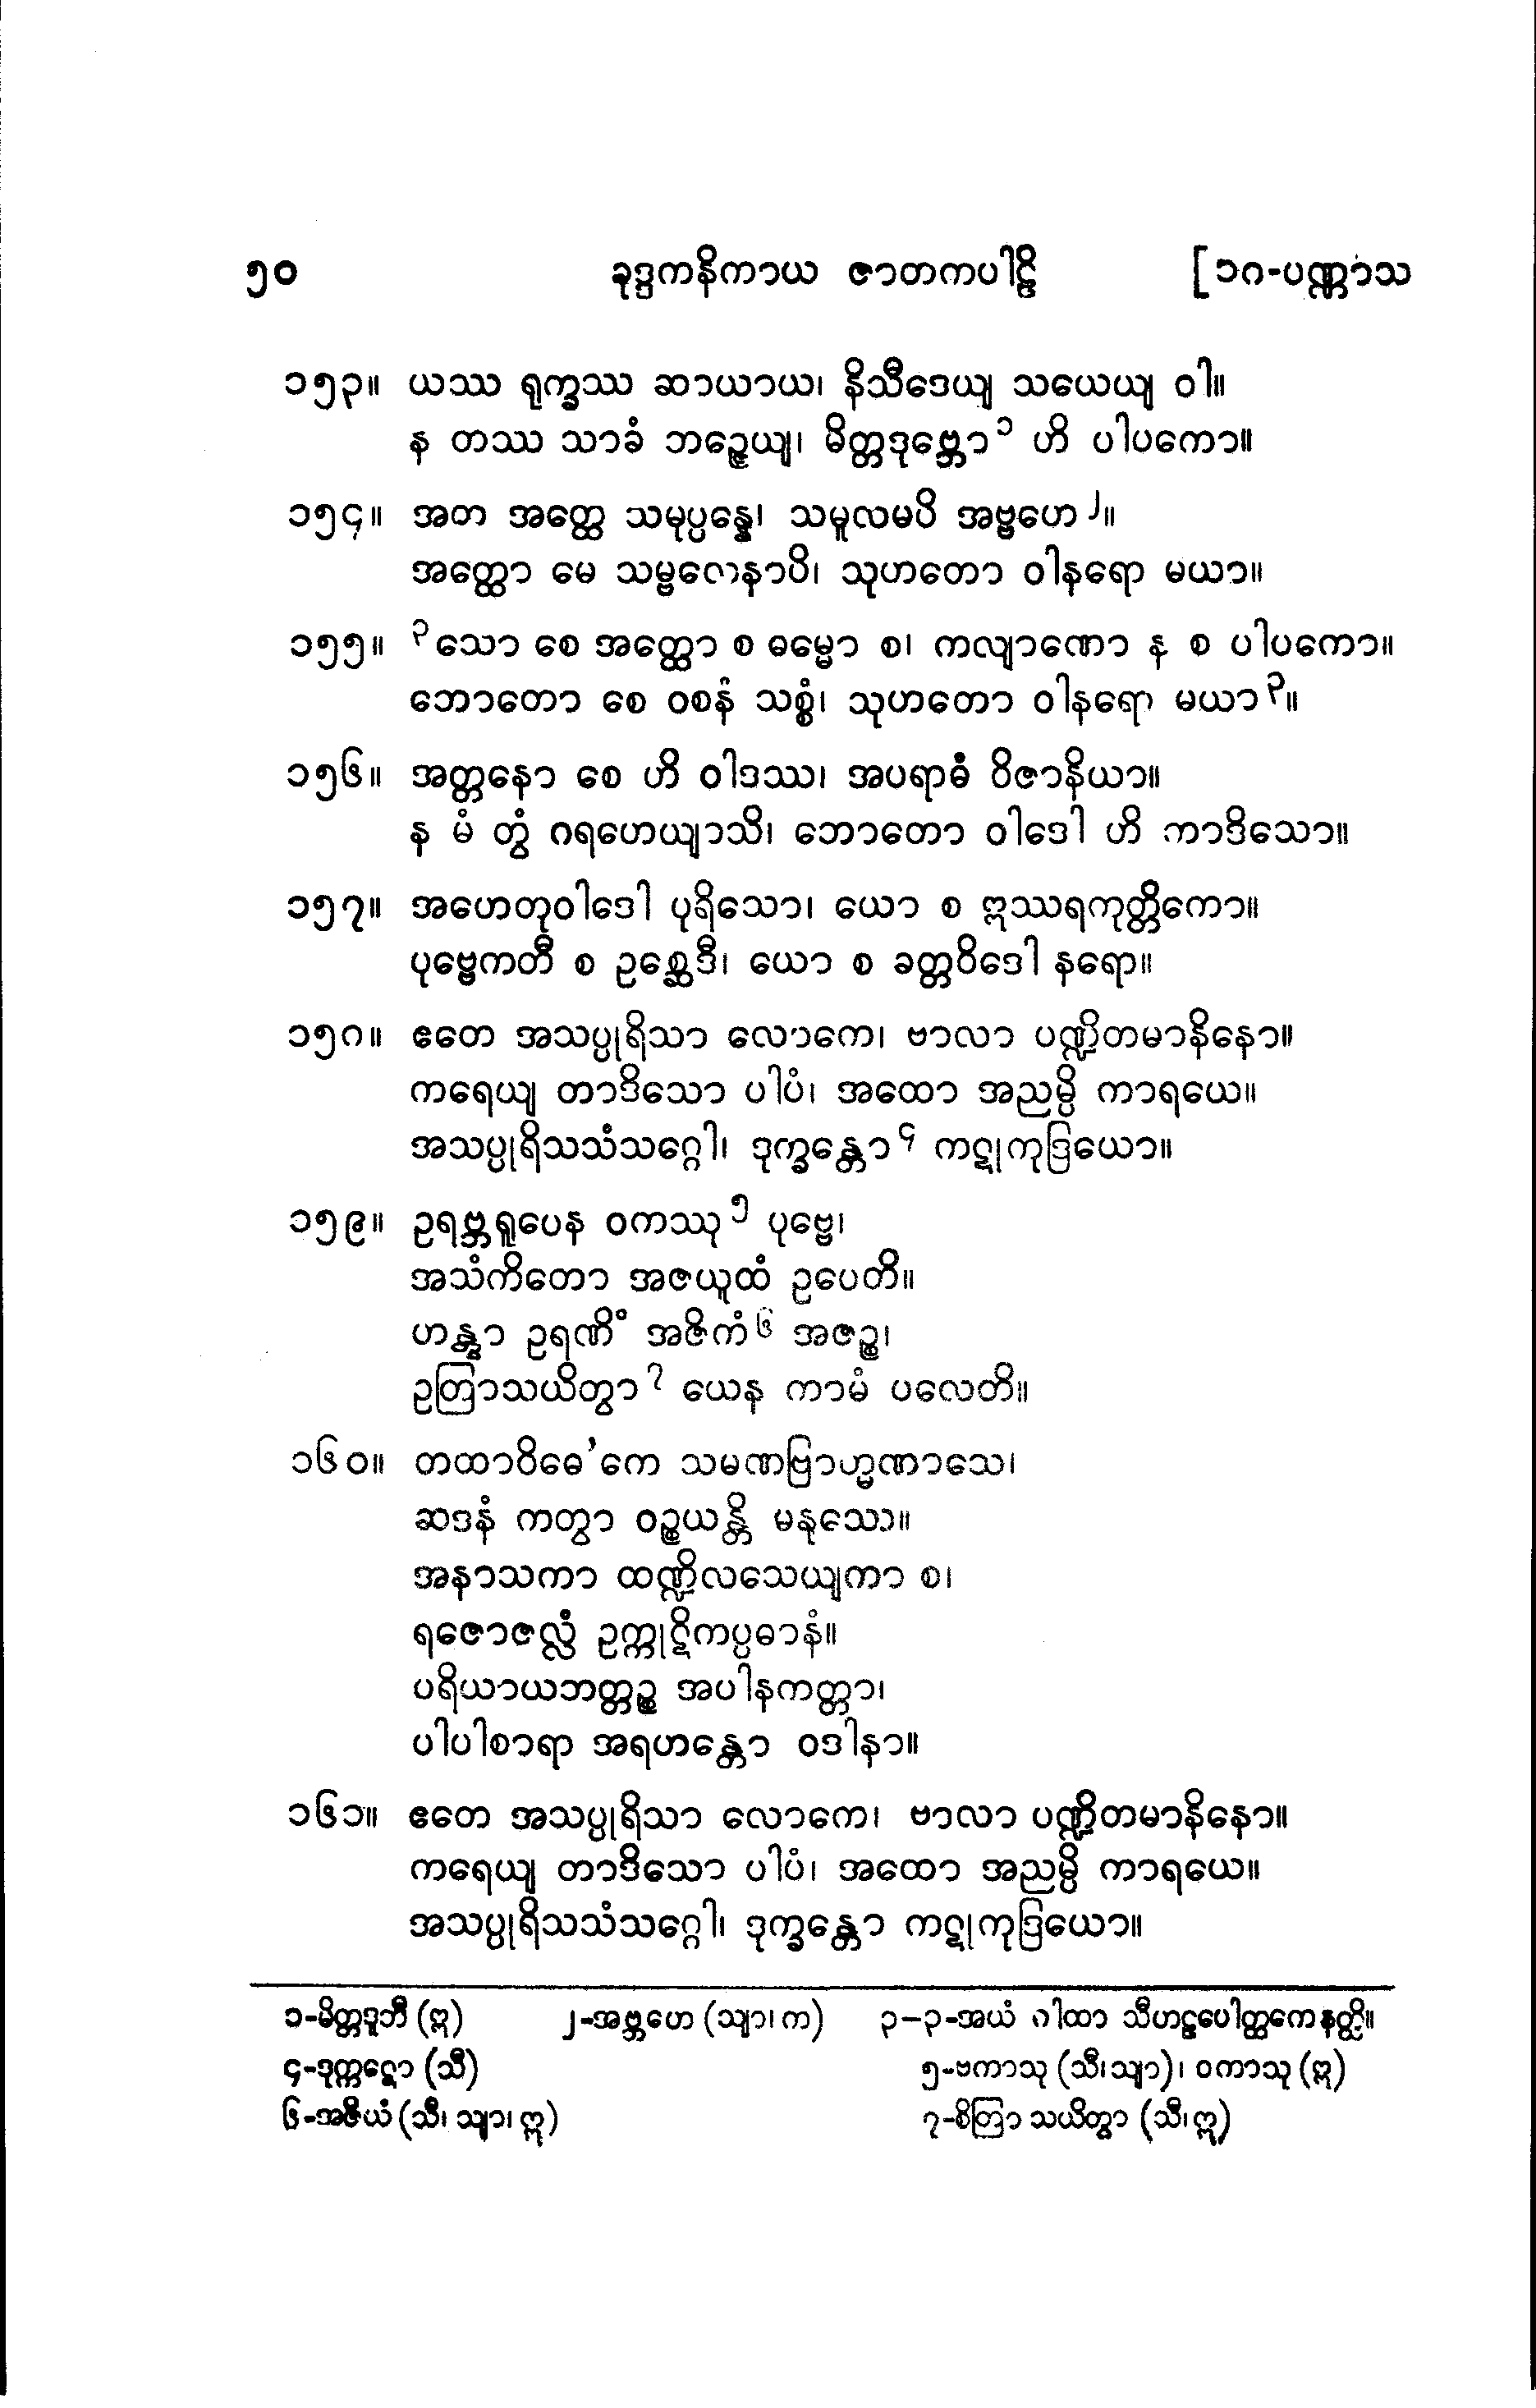 ၅၀ ခုဒ္ဒကနိကာယ ဇာတကပါဠိ [၁၈-ပဏ္ဏာသ
၁၅၃။ ယဿ ရုက္ခဿ ဆာယာယ၊ နိသီဒေယျ သယေယျ ဝါ။
န တဿ သာခံ ဘဉ္ဇေယျ၊ မိတ္တဒုဗ္ဘော၁ ဟိ ပါပကော။
၁၅၄။ အထ အတ္ထေ သမုပ္ပန္နေ၊ သမူလမပိ အဗ္ဗဟေ၂။
အတ္ထော မေ သမ္ဗလေနာပိ၊ သုဟတော ဝါနရော မယာ။
၁၅၅။ ၃သော စေ အတ္ထော စ ဓမ္မော စ၊ ကလျာဏော န စ ပါပကော။
ဘောတော စေ ဝစနံ သစ္စံ၊ သုဟတော ဝါနရော မယာ၃။
၁၅၆။ အတ္တနော စေ ဟိ ဝါဒဿ၊ အပရာဓံ ဝိဇာနိယာ။
န မံ တွံ ဂရဟေယျာသိ၊ ဘောတော ဝါဒေါ ဟိ တာဒိသော။
၁၅၇။ အဟေတုဝါဒေါ ပုရိသော၊ ယော စ ဣဿရကုတ္တိကော။
ပုဗ္ဗေကတီ စ ဥစ္ဆေဒီ၊ ယော စ ခတ္တဝိဒေါ နရော။
၁၅၈။ ဧတေ အသပ္ပုရိသာ လောကေ၊ ဗာလာ ပဏ္ဍိတမာနိနော။
ကရေယျ တာဒိသော ပါပံ၊ အထော အညမ္ပိ ကာရယေ။
အသပ္ပုရိသသံသဂ္ဂေါ၊ ဒုက္ခန္တော၄ ကဋုကုဒြယော။
၁၅၉။ ဥရဗ္ဘရူပေန ဝကဿု၅ ပုဗ္ဗေ၊
အသံကိတော အဇယူထံ ဥပေတိ။
ဟန္တွာ ဥရဏိံ အဇိကံ၆ အဇဉ္စ၊
ဥတြာသယိတွာ၇ ယေန ကာမံ ပလေတိ။
၁၆၀။ တထာဝိဓေ’ကေ သမဏဗြာဟ္မဏာသေ၊
ဆဒနံ ကတွာ ဝဉ္စယန္တိ မနုဿေ။
အနာသကာ ထဏ္ဍိလသေယျကာ စ၊
ရဇောဇလ္လံ ဥက္ကုဋိကပ္ပဓာနံ။
ပရိယာယဘတ္တဉ္စ အပါနကတ္တာ၊
ပါပါစာရာ အရဟန္တော ဝဒါနာ။
၁၆၁။ ဧတေ အသပ္ပုရိသာ လောကေ၊ ဗာလာ ပဏ္ဍိတမာနိနော။
ကရေယျ တာဒိသော ပါပံ၊ အထော အညမ္ပိ ကာရယေ။
အသပ္ပုရိသသံသဂ္ဂေါ၊ ဒုက္ခန္တော ကဋုကုဒြယော။
၁-မိတ္တဒူဘီ (ဣ) ၂-အဗ္ဘဟေ (သျာ၊ က) ၃-၃-အယံ ဂါထာ သီဟဠပေါတ္ထကေ နတ္ထိ။
၄-ဒုက္ကဋော (သီ) ၅-ဗကာသု (သီ၊ သျာ)၊ ဝကာသု (ဣ)
၆-အဇိယံ (သီ၊ သျာ၊ ဣ) ၇-စိတြာ သယိတွာ (သီ၊ ဣ)